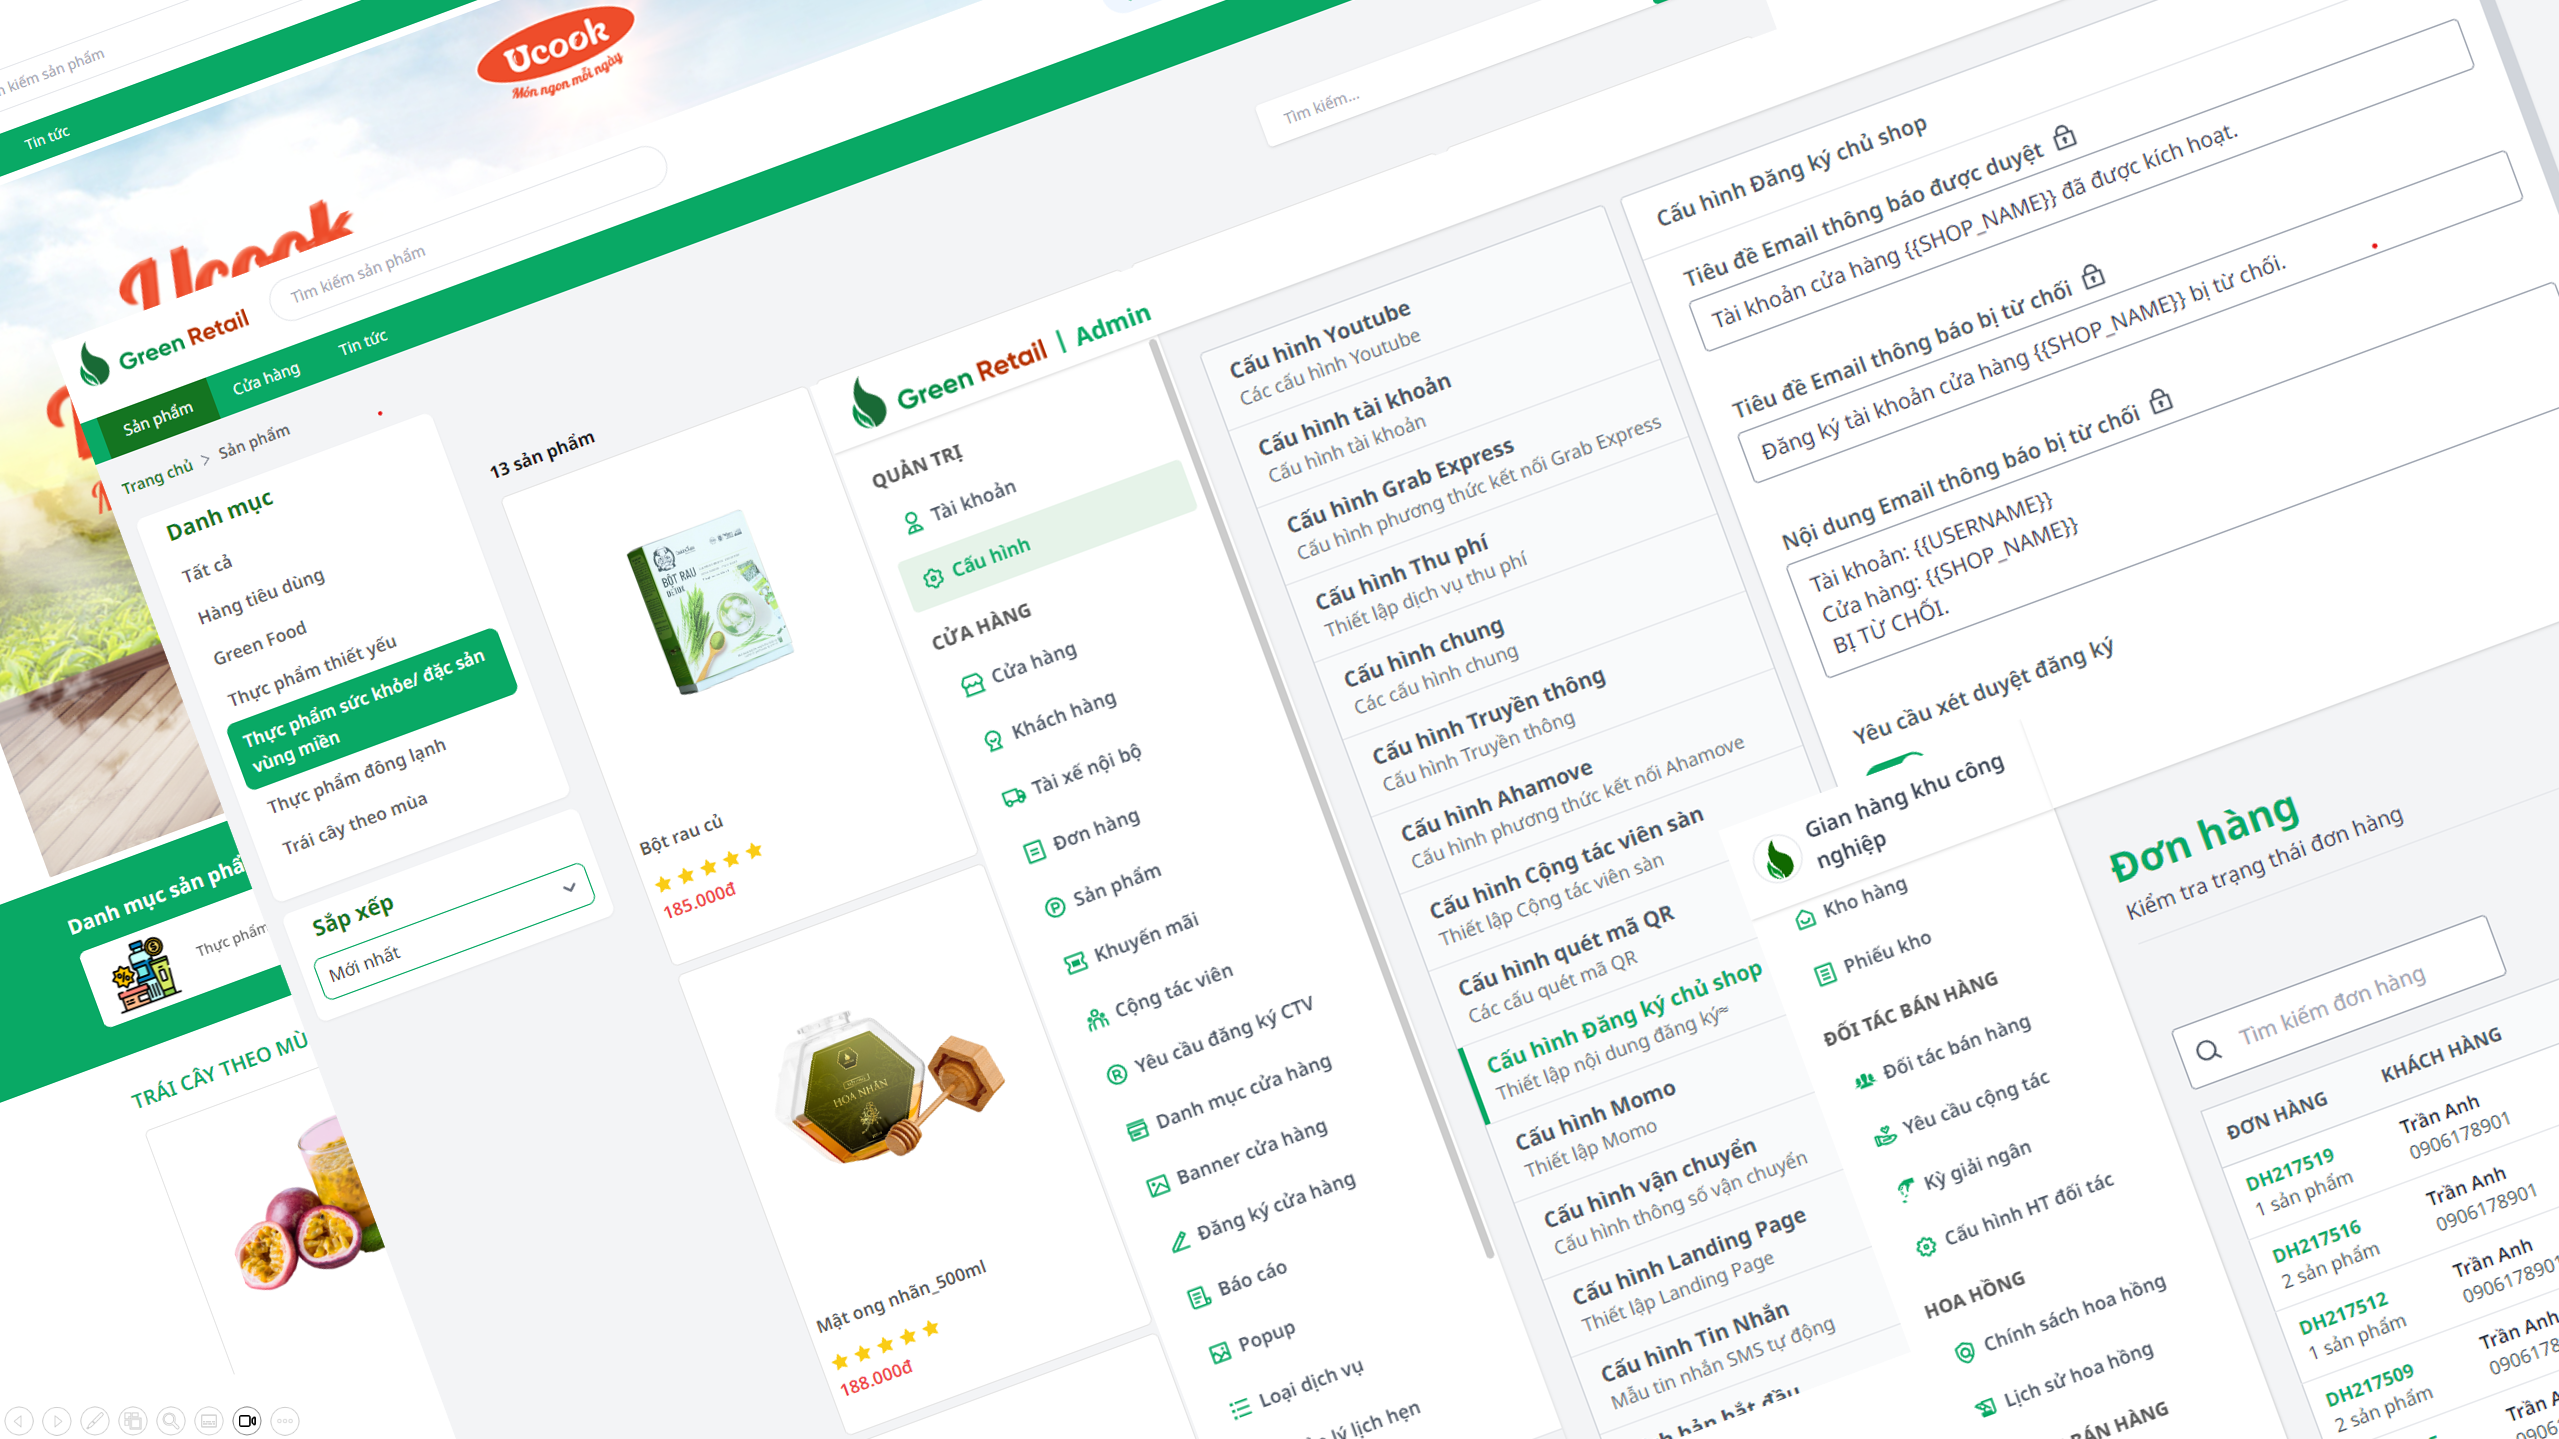 kiếm sản phẩm
Tin tức
Ucook
Món ngon mỗi ngày
Ucook
Green Retail
Tìm kiếm sản phẩm
Sản phẩm
Cửa hàng
Tin tức
Trang chủ > Sản phẩm
Danh mục
Tất cả
Hàng tiêu dùng
Green Food
Thực phẩm thiết yếu
Thực phẩm sức khỏe/ đặc sản
vùng miền
Thực phẩm đông lạnh
Trái cây theo mùa
Sắp xếp
Mới nhất
Danh mục sản
Thực phẩm
TRÁI CÂY THEO
13 sản phẩm
BỘT RAU
Bột rau củ
185.000đ
HOA NHÃN
Mật ong nhãn_500ml
188.000đ
Green Retail | Admin
QUẢN TRỊ
Tài khoản
Cấu hình
CỬA HÀNG
Cửa hàng
Khách hàng
Tài xế nội bộ
Đơn hàng
Sản phẩm
Khuyến mãi
Cộng tác viên
Yêu cầu đăng ký CTV
Danh mục cửa hàng
Banner cửa hàng
Đăng ký cửa hàng
Báo cáo
Popup
Loại dịch vụ
lý lịch hẹn
Tìm kiếm...
Cấu hình Youtube
Các cấu hình Youtube
Cấu hình tài khoản
Cấu hình tài khoản
Cấu hình Grab Express
Cấu hình phương thức kết nối Grab Express
Cấu hình Thu phí
Thiết lập dịch vụ thu phí
Cấu hình chung
Các cấu hình chung
Cấu hình Truyền thông
Cấu hình Truyền thông
Cấu hình Ahamove
Cấu hình phương thức kết nối Ahamove
Cấu hình Cộng tác viên sàn
Thiết lập Cộng tác viên sàn
Cấu hình quét mã QR
Các cấu quét mã QR
Cấu hình Đăng ký chủ shop
Thiết lập nội dung đăng ký≈
Cấu hình Momo
Thiết lập Momo
Cấu hình vận chuyển
Cấu hình thông số vận chuyển
Cấu hình Landing Page
Thiết lập Landing Page
Cấu hình Tin Nhắn
Mẫu tin nhắn SMS tự động
bản bắt đầu
Cấu hình Đăng ký chủ shop
Tiêu đề Email thông báo được duyệt
Tài khoản cửa hàng {{SHOP_NAME}} đã được kích hoạt.
Tiêu đề Email thông báo bị từ chối
Đăng ký tài khoản cửa hàng {{SHOP_NAME}} bị từ chối.
Nội dung Email thông báo bị từ chối
Tài khoản: {{USERNAME}}
Cửa hàng: {{SHOP_NAME}}
BỊ TỪ CHỐI.
Yêu cầu xét duyệt đăng ký
Gian hàng khu công
nghiệp
Kho hàng
Phiếu kho
ĐỐI TÁC BÁN HÀNG
Đối tác bán hàng
Yêu cầu cộng tác
Kỳ giải ngân
Cấu hình HT đối tác
HOA HỒNG
Chính sách hoa hồng
Lịch sử hoa hồng
BÁN HÀNG
Đơn hàng
Kiểm tra trạng thái đơn hàng
Tìm kiếm đơn hàng
ĐƠN HÀNG KHÁCH HÀNG
DH217519 Trần Anh
1 sản phẩm 0906178901
DH217516 Trần Anh
2 sản phẩm 0906178901
DH217512 Trần Anh
1 sản phẩm 0906178901
DH217509 Trần Anh
2 sản phẩm 09061789
Trần
0906